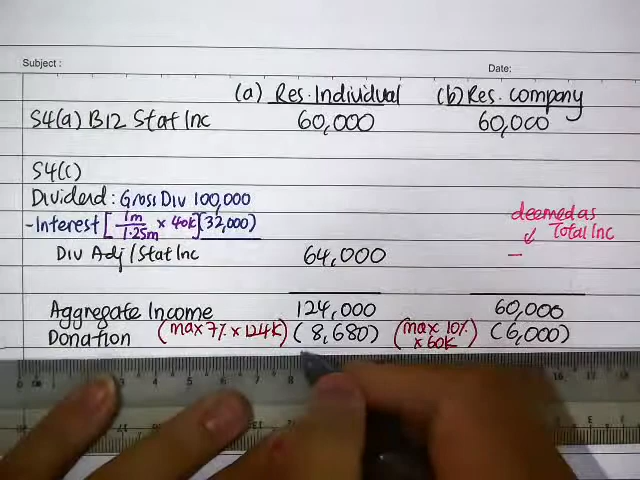 Subject :
Date:
(a) Res. Individual (b) Res. company
S4(a) B12 Stat Inc 60,000 60,000
S4(c)
Dividend : Gross Div 100,000
- Interest [ 1m / 1.25m × 40k ] (32,000)
deemed as
Total Inc
Div Adj / Stat Inc 64,000 -
Aggregate Income 124,000 60,000
Donation (max 7% × 124k) (8,680) (max 10% × 60k) (6,000)